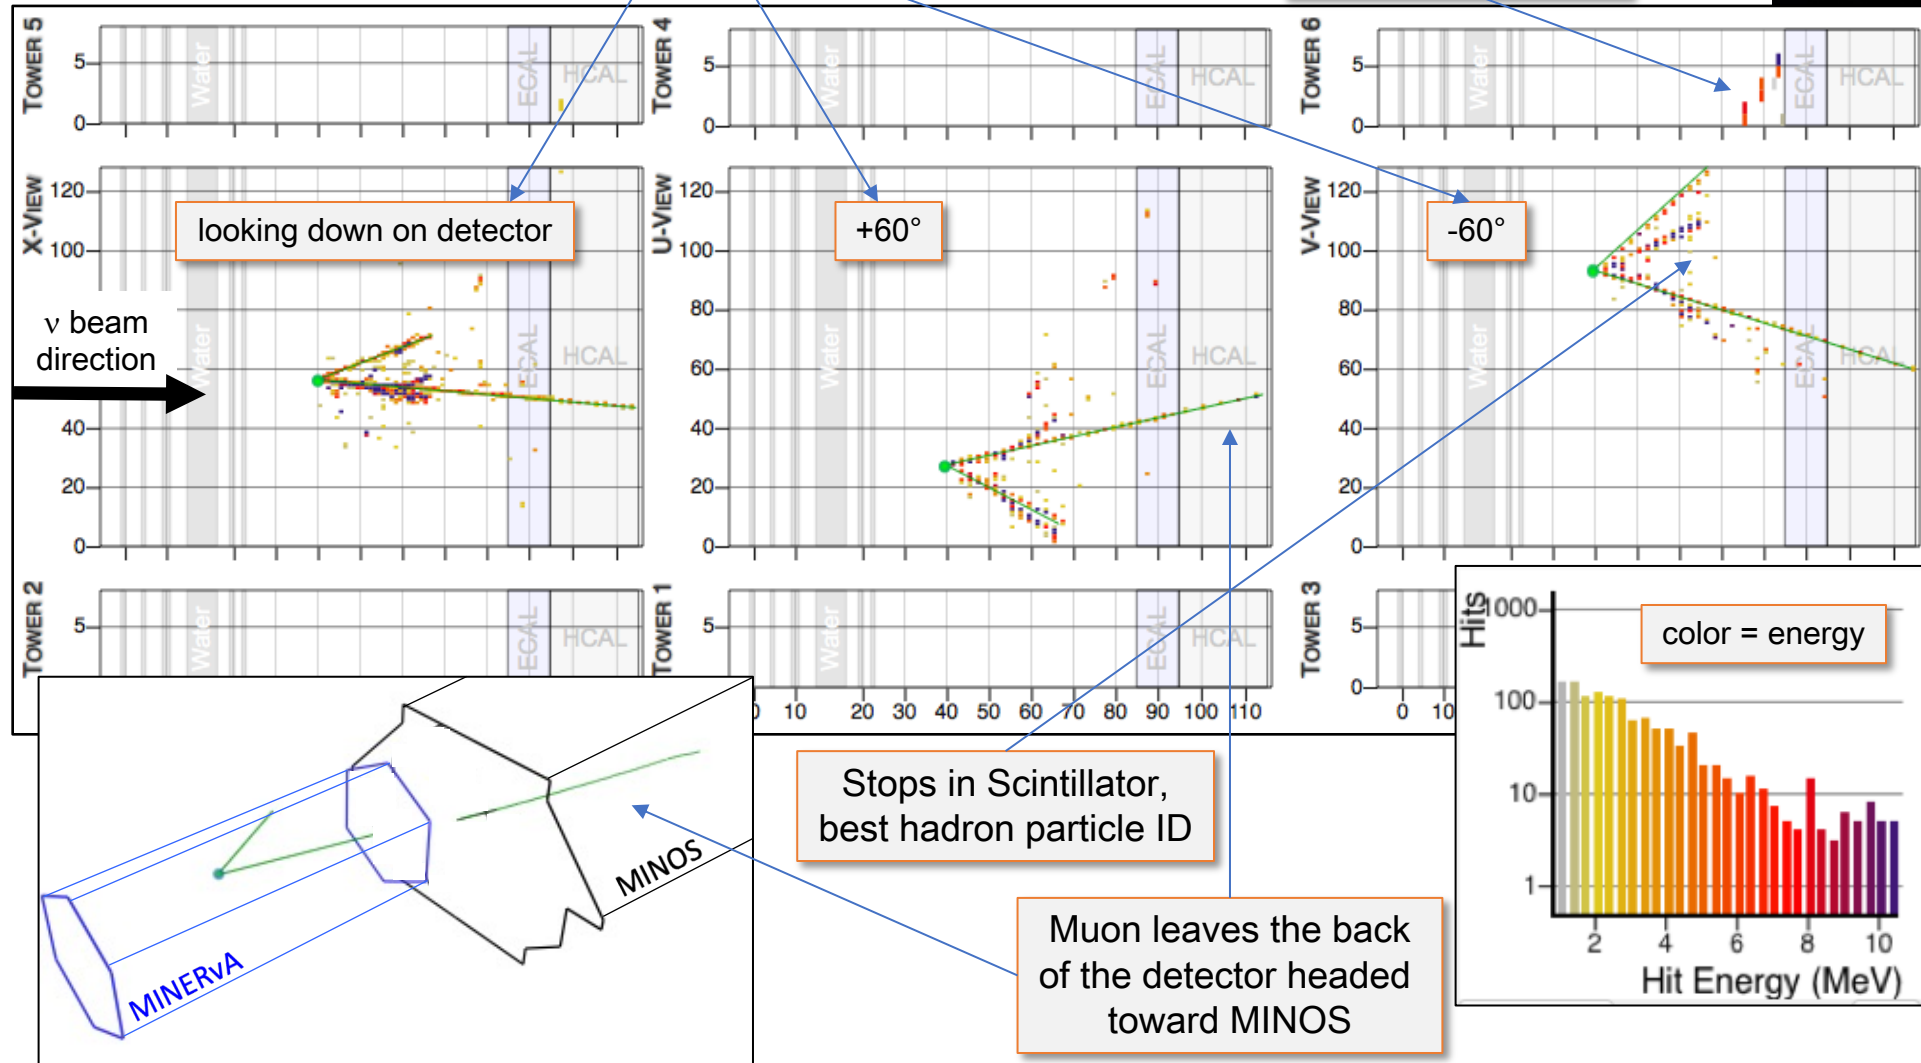 TOWER 5
5
0
Water
ECAL
HCAL
TOWER 4
5
0
Water
ECAL
HCAL
TOWER 6
5
0
Water
ECAL
HCAL
X-VIEW
120
100
40
20
0
Water
ECAL
HCAL
looking down on detector
ν beam
direction
U-VIEW
120
100
80
60
40
20
0
Water
ECAL
HCAL
+60°
V-VIEW
120
100
80
60
40
20
0
Water
ECAL
HCAL
-60°
TOWER 2
5
Water
ECAL
HCAL
TOWER 1
5
Water
ECAL
HCAL
0 10 20 30 40 50 60 70 80 90 100 110
TOWER 3
5
0
0 10
Hits
1000
100
10
1
color = energy
2 4 6 8 10
Hit Energy (MeV)
MINERvA
MINOS
Stops in Scintillator,
best hadron particle ID
Muon leaves the back
of the detector headed
toward MINOS